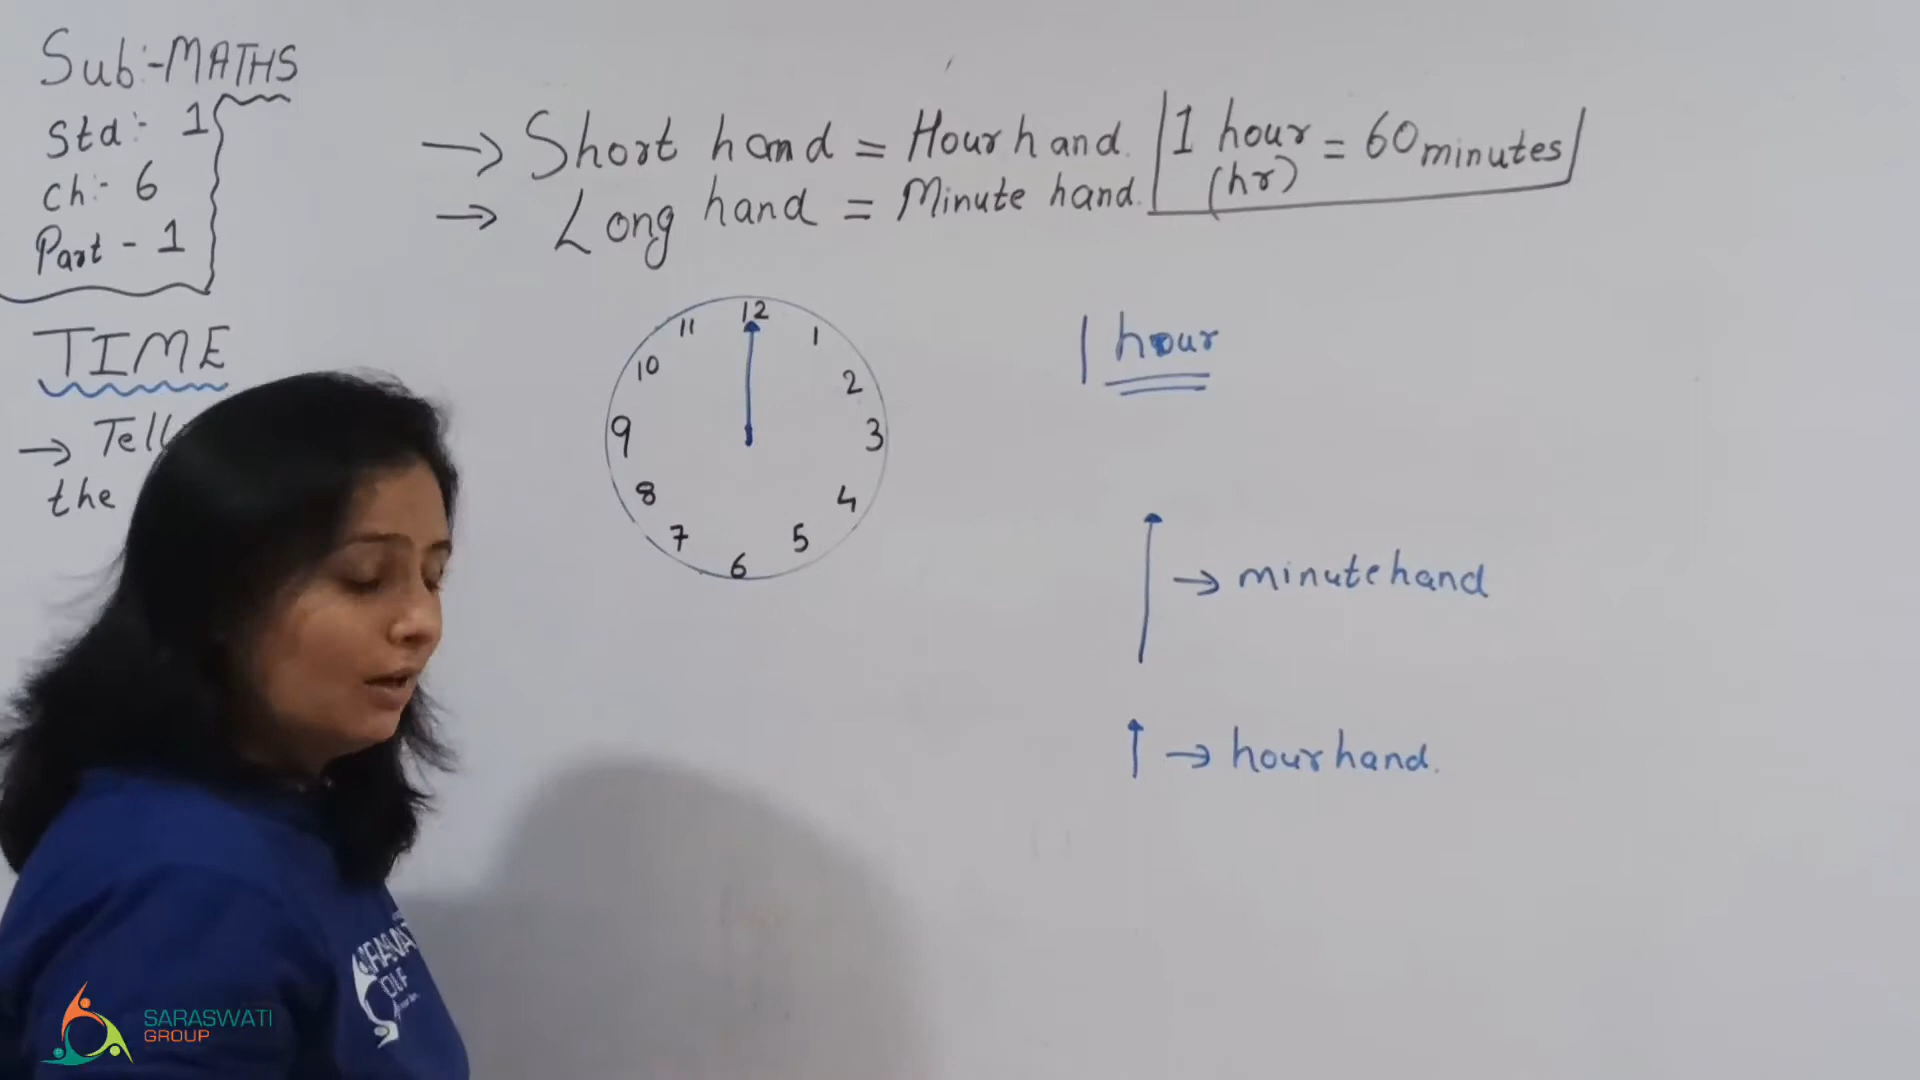 Sub:-MATHS
Std:- 1
Ch:- 6
Part - 1
TIME
→ Tell
the
→ Short hand = Hour hand.
→ Long hand = Minute hand.
1 hour = 60 minutes
(hr)
12
11
1
10
2
9
3
8
4
7
5
6
1 hour
→ minute hand
→ hour hand.
SARASWATI
GROUP